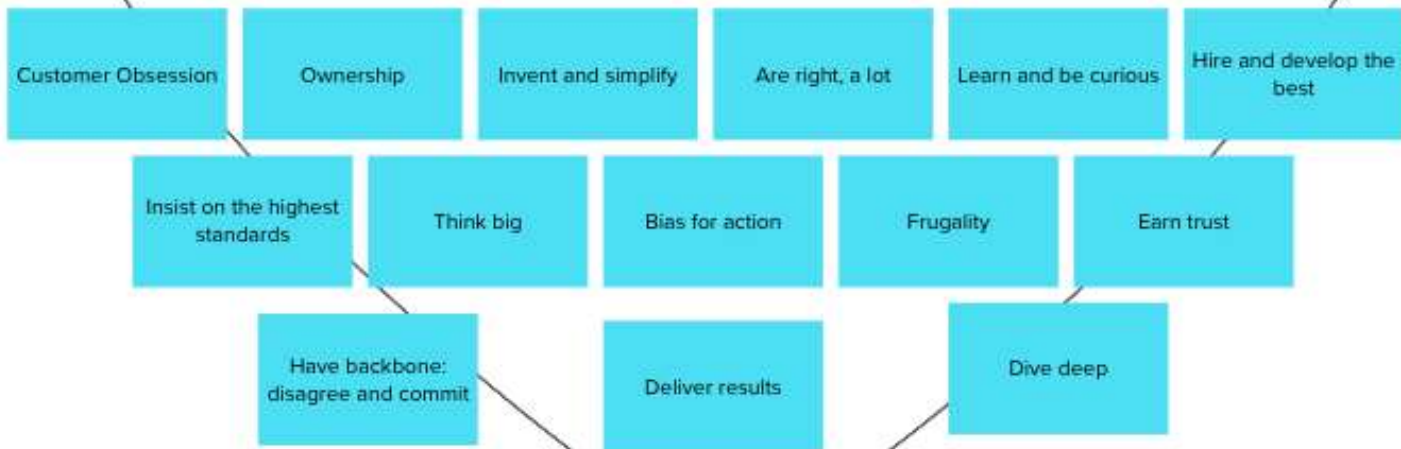 Customer Obsession
Ownership
Invent and simplify
Are right, a lot
Learn and be curious
Hire and develop the
best
Insist on the highest
standards
Think big
Bias for action
Frugality
Earn trust
Have backbone:
disagree and commit
Deliver results
Dive deep